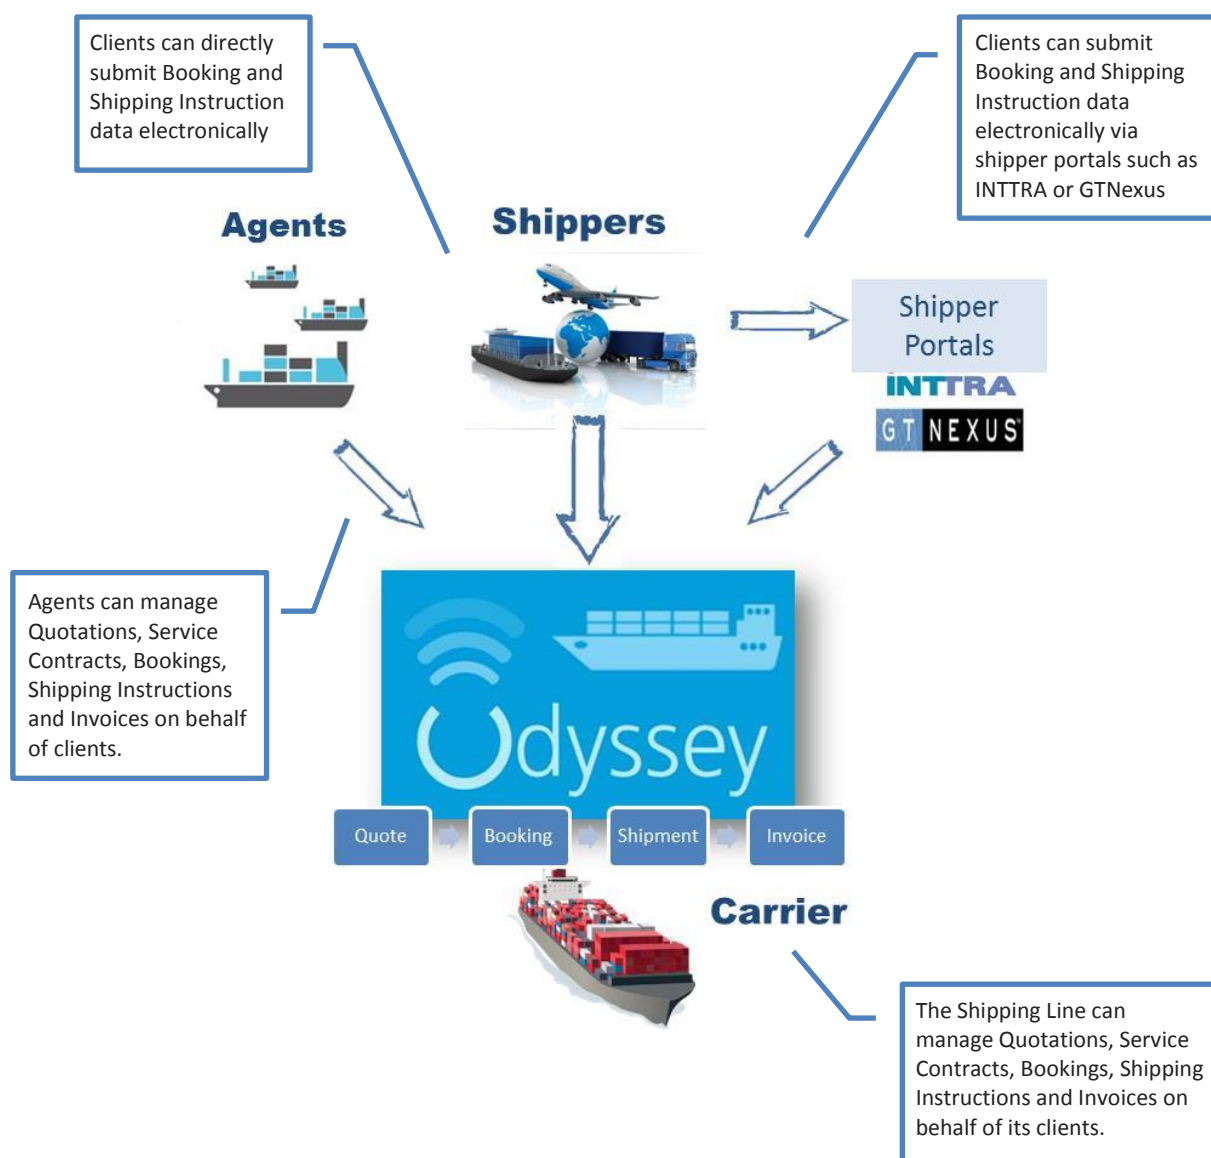 Clients can directly
submit Booking and
Shipping Instruction
data electronically
Clients can submit
Booking and Shipping
Instruction data
electronically via
shipper portals such as
INTTRA or GTNexus
Agents
Shippers
Shipper
Portals
INTTRA
GT NEXUS™
Agents can manage
Quotations, Service
Contracts, Bookings,
Shipping Instructions
and Invoices on behalf
of clients.
Odyssey
Quote
Booking
Shipment
Invoice
Carrier
The Shipping Line can
manage Quotations, Service
Contracts, Bookings, Shipping
Instructions and Invoices on
behalf of its clients.